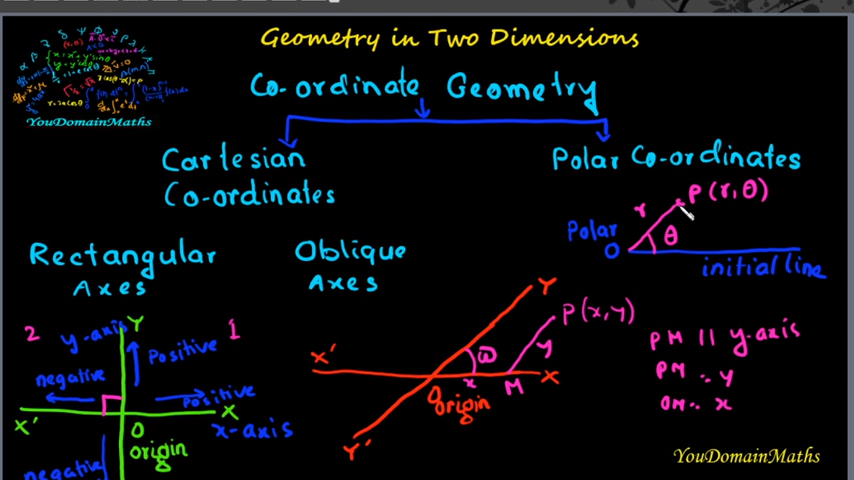 Geometry in Two Dimensions
YouDomainMaths
Co-ordinate Geometry
Cartesian
Co-ordinates
Polar Co-ordinates
P(r,θ)
r
θ
Polar
O
initial line
Rectangular
Axes
Oblique
Axes
2
y-axis
Y
1
Positive
negative
Positive
X'
X
O
x-axis
origin
negative
Y
P(x,y)
X'
ω
y
x
M
X
origin
Y'
PM || y-axis
PM = y
OM = x
YouDomainMaths